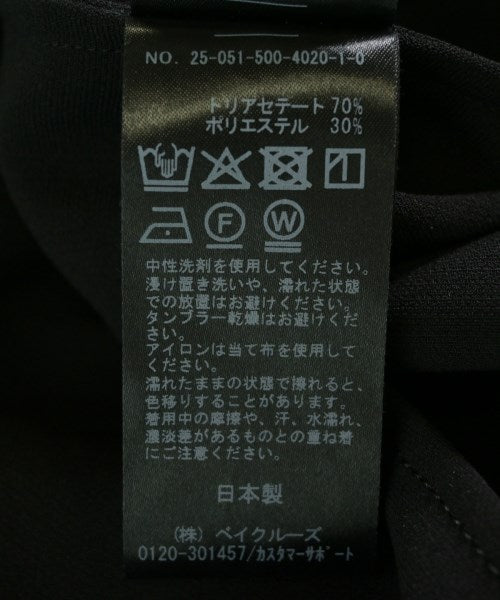 NO. 25-051-500-4020-1-0
トリアセテート 70%
ポリエステル 30%
F W
中性洗剤を使用してください。
浸け置き洗いや、濡れた状態
での放置はお避けください。
タンブラー乾燥はお避けくだ
さい。
アイロンは当て布を使用して
ください。
濡れたままの状態で擦れると、
色移りすることがあります。
着用中の摩擦や、汗、水濡れ、
濃淡差があるものとの重ね着
にご注意ください。
日本製
(株) ベイクルーズ
0120-301457/カスタマーサポート